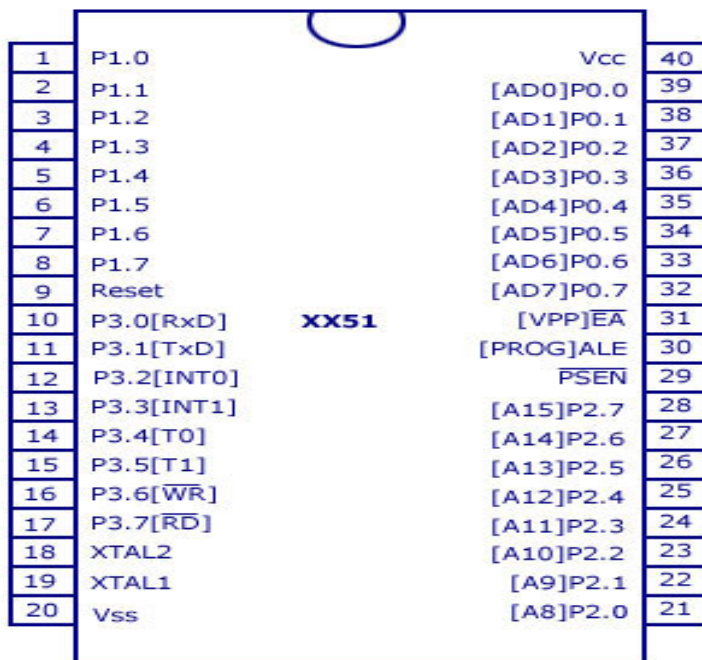 1 P1.0 Vcc 40
2 P1.1 [AD0]P0.0 39
3 P1.2 [AD1]P0.1 38
4 P1.3 [AD2]P0.2 37
5 P1.4 [AD3]P0.3 36
6 P1.5 [AD4]P0.4 35
7 P1.6 [AD5]P0.5 34
8 P1.7 [AD6]P0.6 33
9 Reset [AD7]P0.7 32
10 P3.0[RxD] XX51 [VPP]E̅A̅ 31
11 P3.1[TxD] [PROG]ALE 30
12 P3.2[INT0] P̅S̅E̅N̅ 29
13 P3.3[INT1] [A15]P2.7 28
14 P3.4[T0] [A14]P2.6 27
15 P3.5[T1] [A13]P2.5 26
16 P3.6[W̅R̅] [A12]P2.4 25
17 P3.7[R̅D̅] [A11]P2.3 24
18 XTAL2 [A10]P2.2 23
19 XTAL1 [A9]P2.1 22
20 Vss [A8]P2.0 21